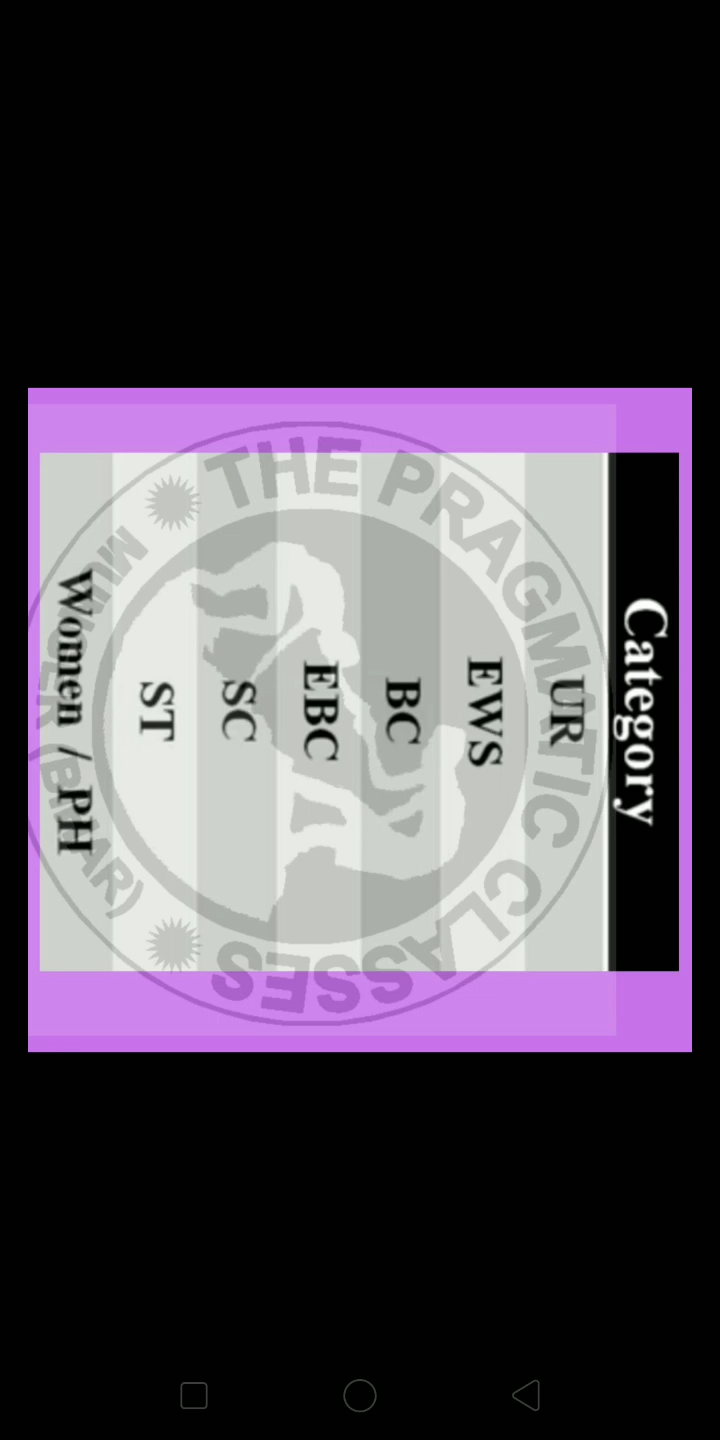 Category
UR
EWS
BC
EBC
SC
ST
Women / PH
THE PRAGMATIC CLASSES